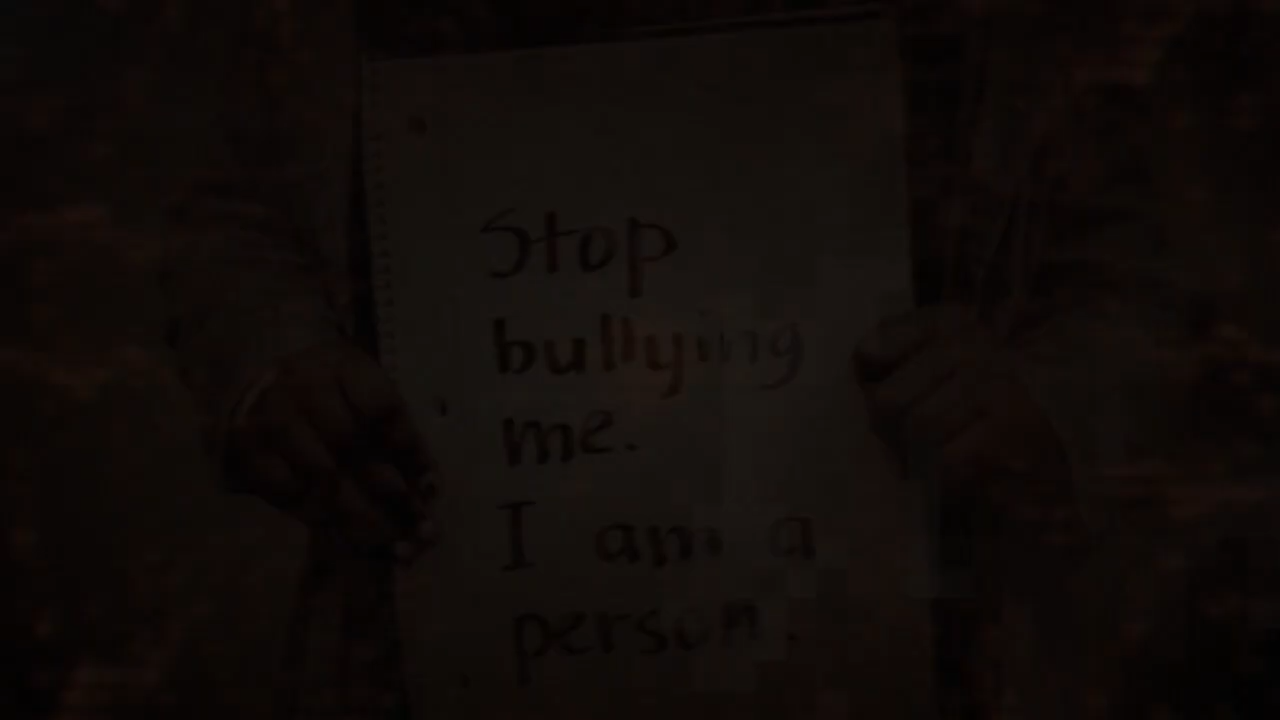 Stop
bullying
me.
I am a
person.